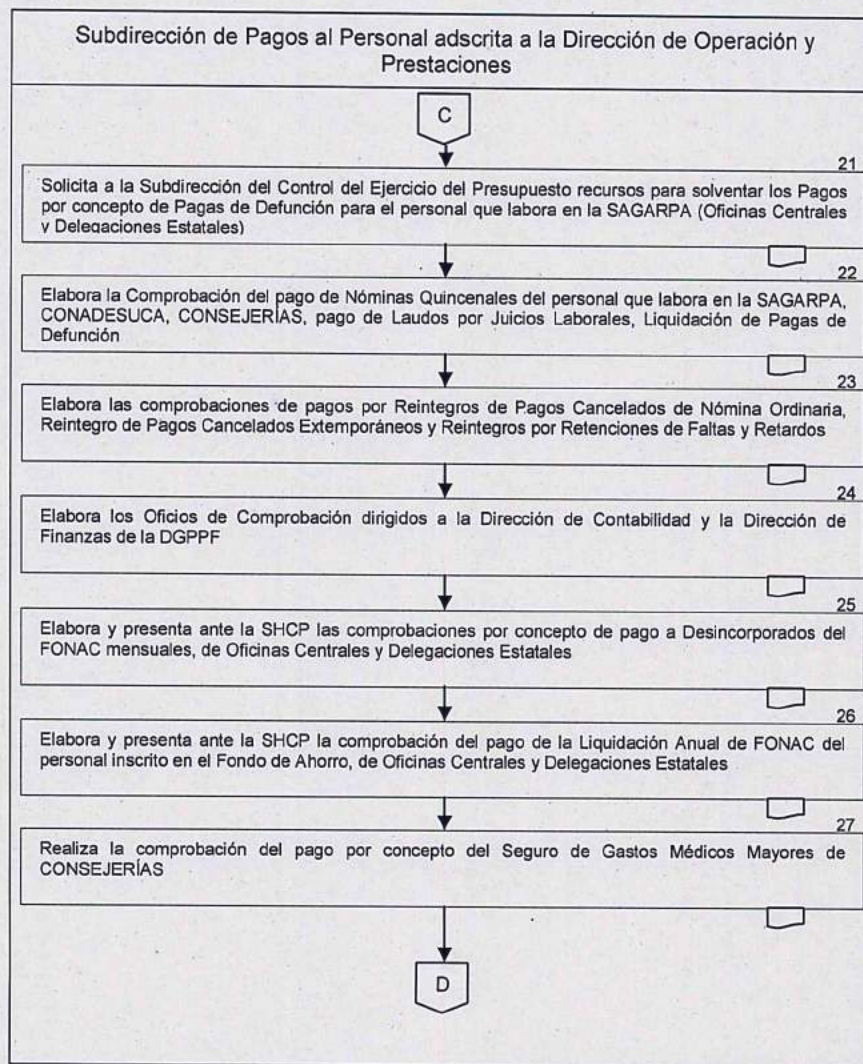 Subdirección de Pagos al Personal adscrita a la Dirección de Operación y
Prestaciones
C
21
Solicita a la Subdirección del Control del Ejercicio del Presupuesto recursos para solventar los Pagos
por concepto de Pagas de Defunción para el personal que labora en la SAGARPA (Oficinas Centrales
y Delegaciones Estatales)
22
Elabora la Comprobación del pago de Nóminas Quincenales del personal que labora en la SAGARPA,
CONADESUCA, CONSEJERÍAS, pago de Laudos por Juicios Laborales, Liquidación de Pagas de
Defunción
23
Elabora las comprobaciones de pagos por Reintegros de Pagos Cancelados de Nómina Ordinaria,
Reintegro de Pagos Cancelados Extemporáneos y Reintegros por Retenciones de Faltas y Retardos
24
Elabora los Oficios de Comprobación dirigidos a la Dirección de Contabilidad y la Dirección de
Finanzas de la DGPPF
25
Elabora y presenta ante la SHCP las comprobaciones por concepto de pago a Desincorporados del
FONAC mensuales, de Oficinas Centrales y Delegaciones Estatales
26
Elabora y presenta ante la SHCP la comprobación del pago de la Liquidación Anual de FONAC del
personal inscrito en el Fondo de Ahorro, de Oficinas Centrales y Delegaciones Estatales
27
Realiza la comprobación del pago por concepto del Seguro de Gastos Médicos Mayores de
CONSEJERÍAS
D